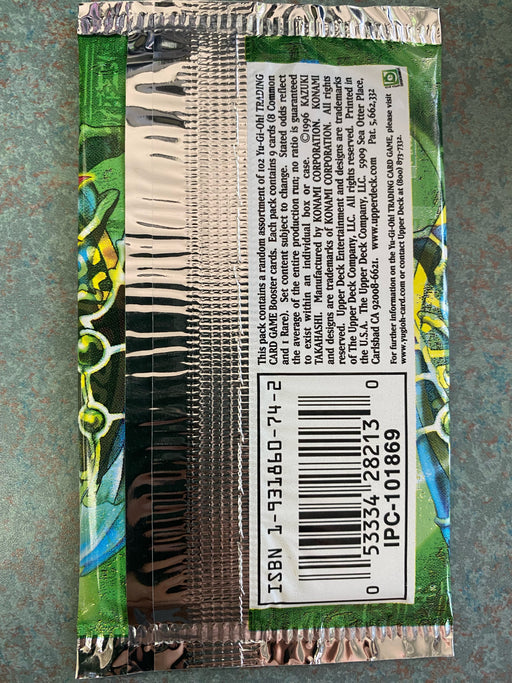 This pack contains a random assortment of 102 Yu-Gi-Oh! TRADING
CARD GAME Booster cards. Each pack contains 9 cards (8 Common
and 1 Rare). Set content subject to change. Stated odds reflect
the average of the entire production run; no ratio is guaranteed
to exist within an individual box or case. ©1996 KAZUKI
TAKAHASHI. Manufactured by KONAMI CORPORATION. KONAMI
and designs are trademarks of KONAMI CORPORATION. All rights
reserved. Upper Deck Entertainment and designs are trademarks
of The Upper Deck Company, LLC. All rights reserved. Printed in
the U.S.A. The Upper Deck Company, LLC. 5909 Sea Otter Place,
Carlsbad CA 92008-6621. www.upperdeck.com Pat. 5,662,332
For further information on the Yu-Gi-Oh! TRADING CARD GAME, please visit
www.yugioh-card.com or contact Upper Deck at (800) 873-7332.
ISBN 1-931860-74-2
0 53334 28213 0
IPC-101869